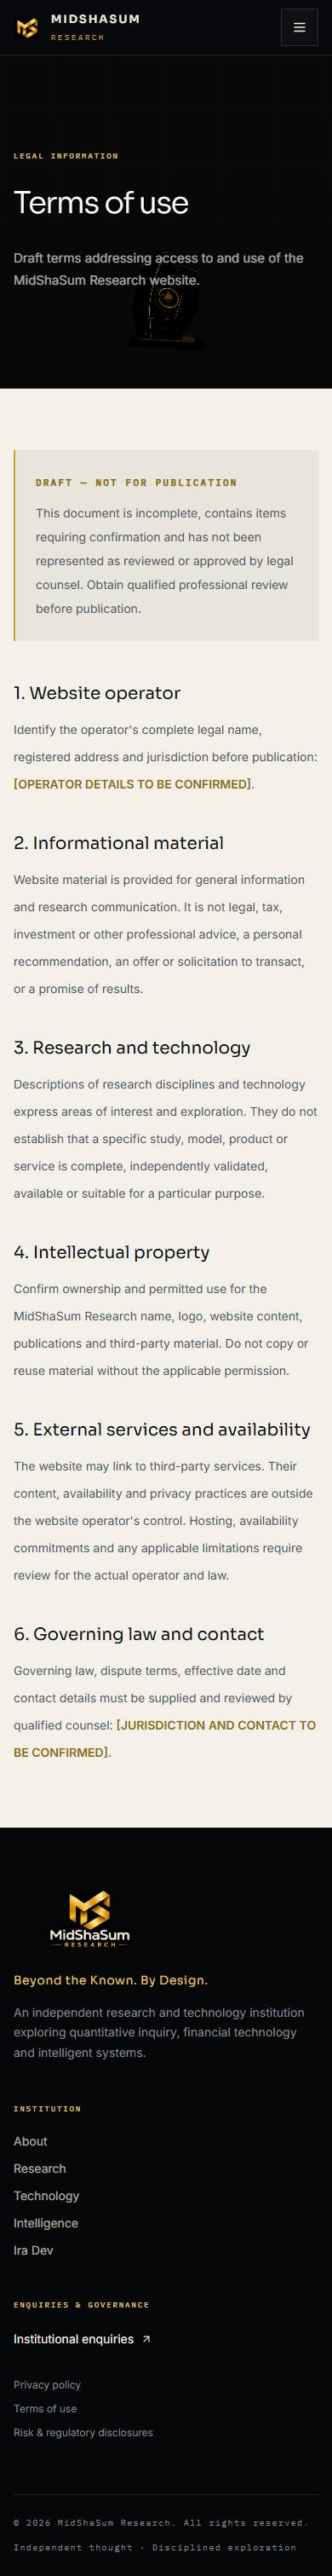 MIDSHASUM
RESEARCH
LEGAL INFORMATION
Terms of use
Draft terms addressing access to and use of the
MidShaSum Research website.
DRAFT — NOT FOR PUBLICATION
This document is incomplete, contains items
requiring confirmation and has not been
represented as reviewed or approved by legal
counsel. Obtain qualified professional review
before publication.
1. Website operator
Identify the operator's complete legal name,
registered address and jurisdiction before publication:
[OPERATOR DETAILS TO BE CONFIRMED].
2. Informational material
Website material is provided for general information
and research communication. It is not legal, tax,
investment or other professional advice, a personal
recommendation, an offer or solicitation to transact,
or a promise of results.
3. Research and technology
Descriptions of research disciplines and technology
express areas of interest and exploration. They do not
establish that a specific study, model, product or
service is complete, independently validated,
available or suitable for a particular purpose.
4. Intellectual property
Confirm ownership and permitted use for the
MidShaSum Research name, logo, website content,
publications and third-party material. Do not copy or
reuse material without the applicable permission.
5. External services and availability
The website may link to third-party services. Their
content, availability and privacy practices are outside
the website operator's control. Hosting, availability
commitments and any applicable limitations require
review for the actual operator and law.
6. Governing law and contact
Governing law, dispute terms, effective date and
contact details must be supplied and reviewed by
qualified counsel: [JURISDICTION AND CONTACT TO
BE CONFIRMED].
MidShaSum
RESEARCH
Beyond the Known. By Design.
An independent research and technology institution
exploring quantitative inquiry, financial technology
and intelligent systems.
INSTITUTION
About
Research
Technology
Intelligence
Ira Dev
ENQUIRIES & GOVERNANCE
Institutional enquiries ↗
Privacy policy
Terms of use
Risk & regulatory disclosures
© 2026 MidShaSum Research. All rights reserved.
Independent thought · Disciplined exploration